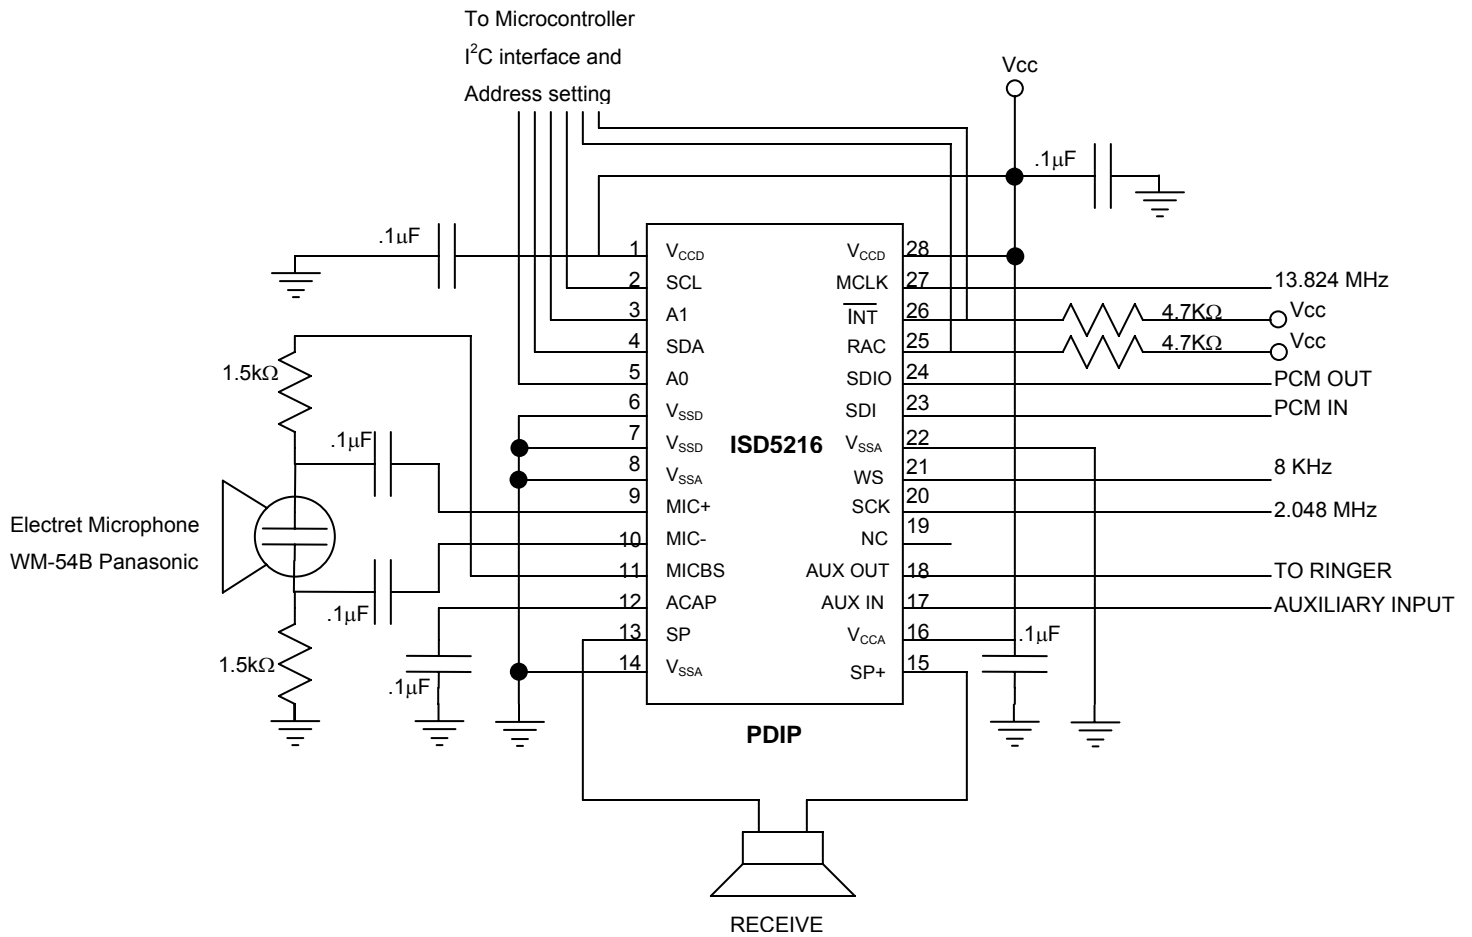 To Microcontroller
I²C interface and
Address setting
Vcc
.1µF
.1µF
1 VCCD
2 SCL
3 A1
4 SDA
5 A0
6 VSSD
7 VSSD
8 VSSA
9 MIC+
10 MIC-
11 MICBS
12 ACAP
13 SP
14 VSSA
VCCD 28
MCLK 27
INT 26
RAC 25
SDIO 24
SDI 23
VSSA 22
WS 21
SCK 20
NC 19
AUX OUT 18
AUX IN 17
VCCA 16
SP+ 15
ISD5216
PDIP
13.824 MHz
4.7KΩ Vcc
4.7KΩ Vcc
PCM OUT
PCM IN
8 KHz
2.048 MHz
TO RINGER
AUXILIARY INPUT
.1µF
1.5kΩ
.1µF
Electret Microphone
WM-54B Panasonic
.1µF
1.5kΩ
.1µF
RECEIVE